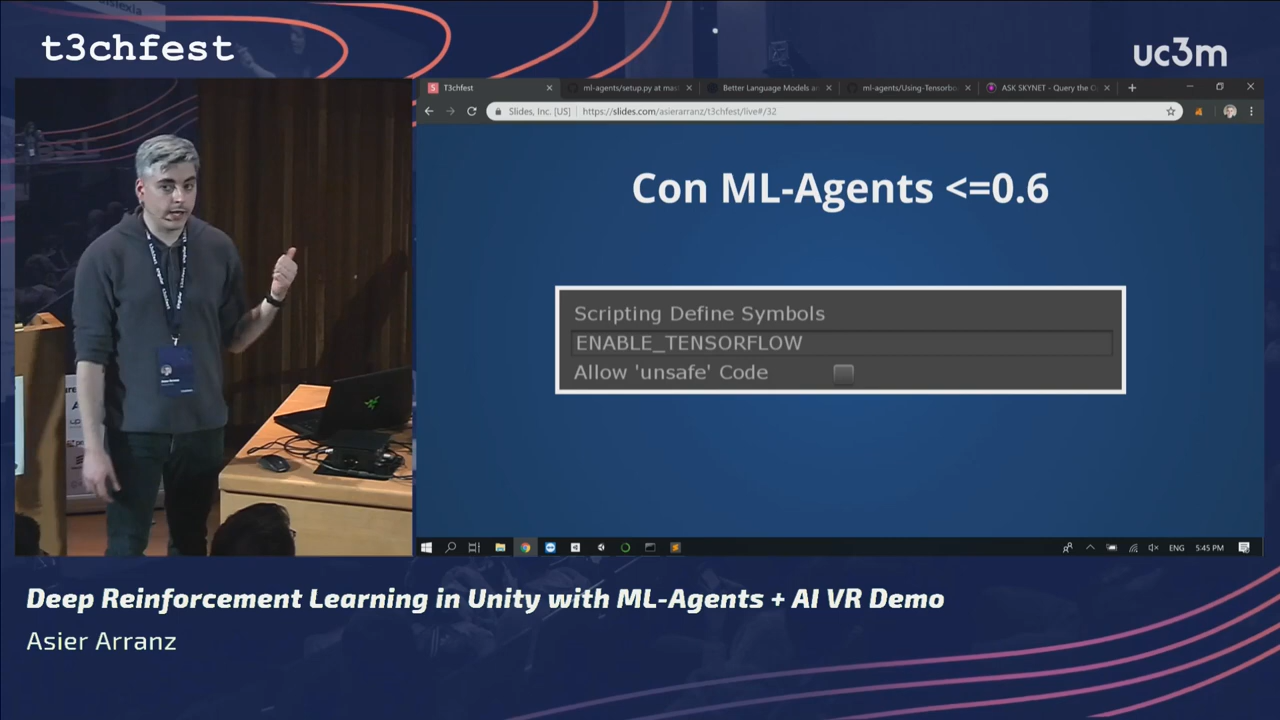 t3chfest
uc3m
T3chfest
ml-agents/setup.py at mast
Better Language Models an
ml-agents/Using-Tensorbo
ASK SKYNET - Query the O
Slides, Inc. [US]
https://slides.com/asierarranz/t3chfest/live#/32
Con ML-Agents <=0.6
Scripting Define Symbols
ENABLE_TENSORFLOW
Allow 'unsafe' Code
ENG
5:45 PM
Deep Reinforcement Learning in Unity with ML-Agents + AI VR Demo
Asier Arranz